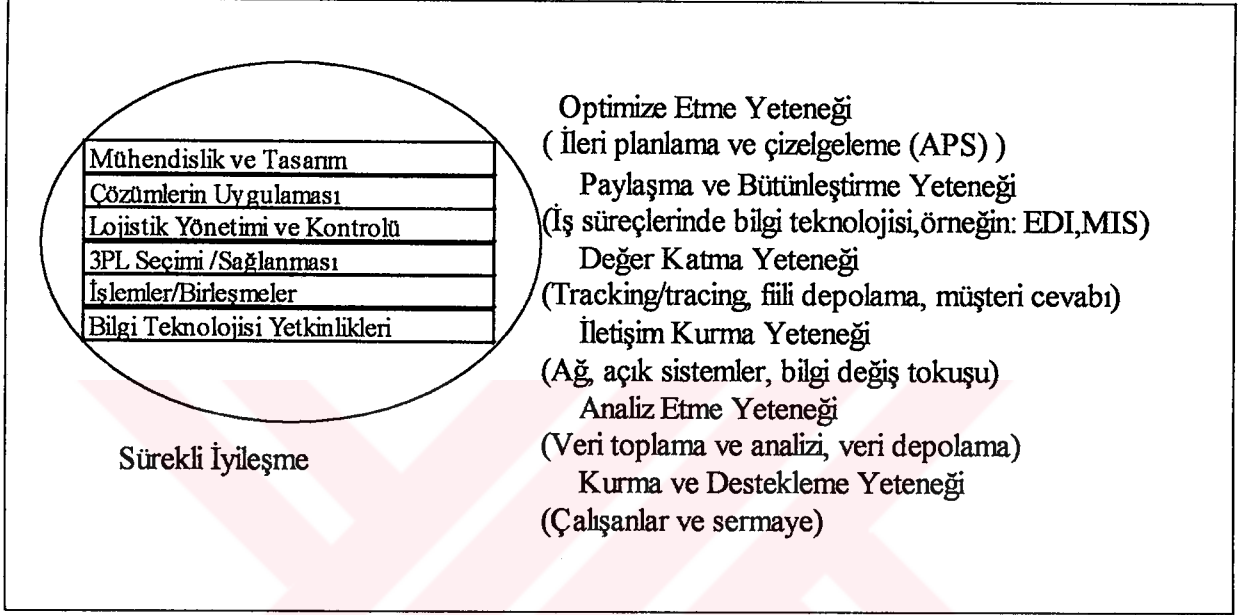 Mühendislik ve Tasarım
Çözümlerin Uygulaması
Lojistik Yönetimi ve Kontrolü
3PL Seçimi /Sağlanması
İşlemler/Birleşmeler
Bilgi Teknolojisi Yetkinlikleri
Sürekli İyileşme
Optimize Etme Yeteneği
( İleri planlama ve çizelgeleme (APS) )
Paylaşma ve Bütünleştirme Yeteneği
(İş süreçlerinde bilgi teknolojisi,örneğin: EDI,MIS)
Değer Katma Yeteneği
(Tracking/tracing, fiili depolama, müşteri cevabı)
İletişim Kurma Yeteneği
(Ağ, açık sistemler, bilgi değiş tokuşu)
Analiz Etme Yeteneği
(Veri toplama ve analizi, veri depolama)
Kurma ve Destekleme Yeteneği
(Çalışanlar ve sermaye)